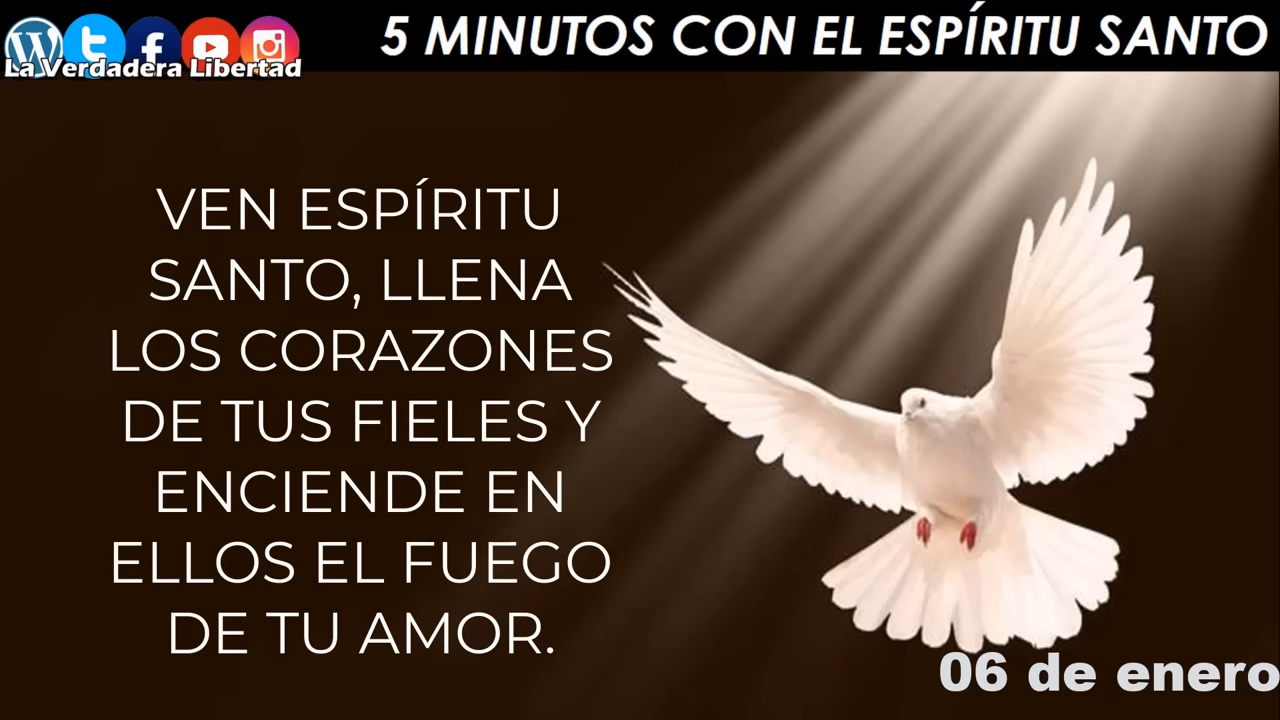 5 MINUTOS CON EL ESPÍRITU SANTO
La Verdadera Libertad
VEN ESPÍRITU
SANTO, LLENA
LOS CORAZONES
DE TUS FIELES Y
ENCIENDE EN
ELLOS EL FUEGO
DE TU AMOR.
06 de enero